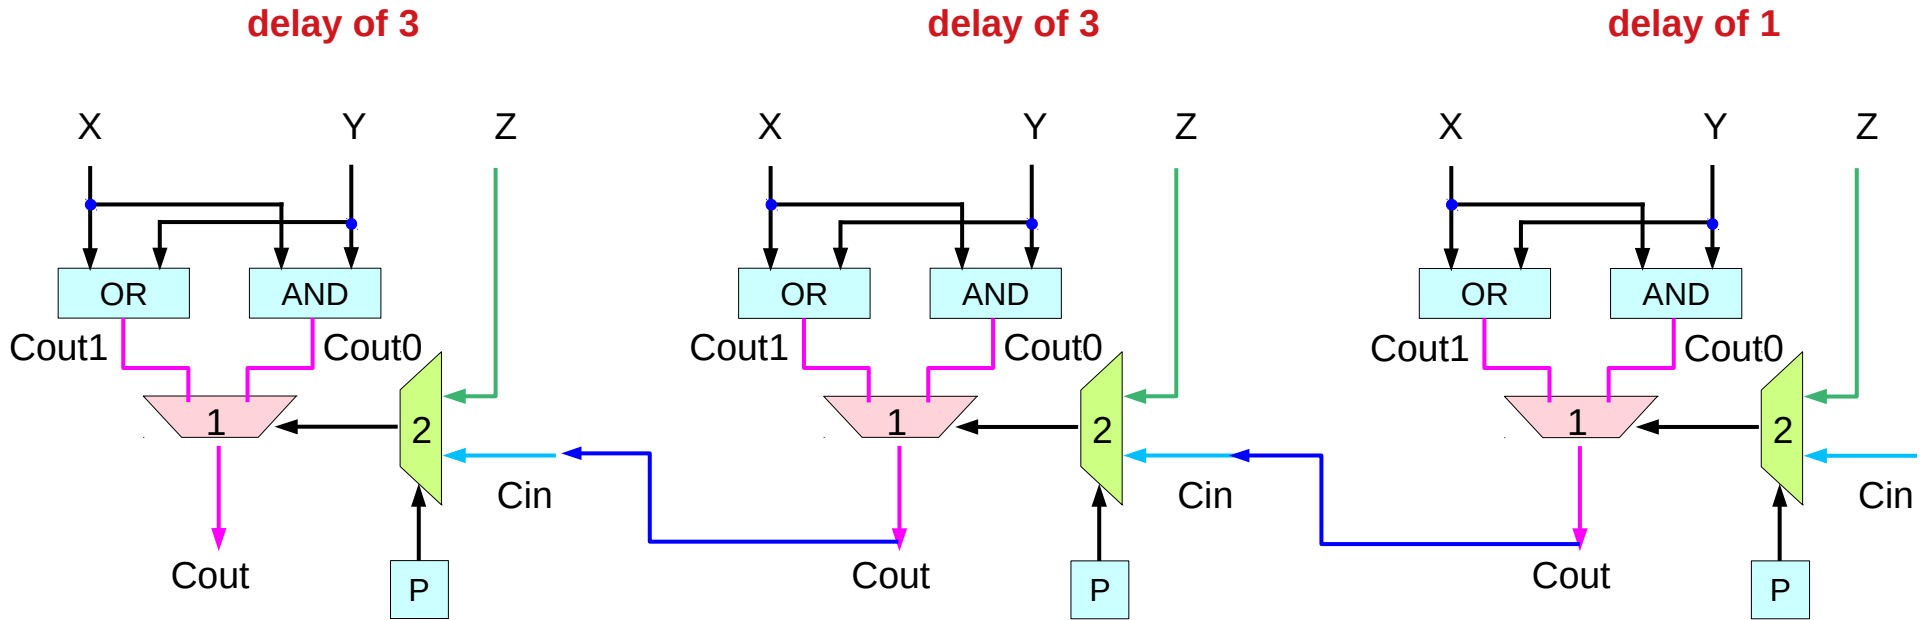 delay of 3 delay of 3 delay of 1
X Y Z X Y Z X Y Z
OR AND OR AND OR AND
Cout1 Cout0 Cout1 Cout0 Cout1 Cout0
1 2 1 2 1 2
Cin Cin Cin
Cout P Cout P Cout P